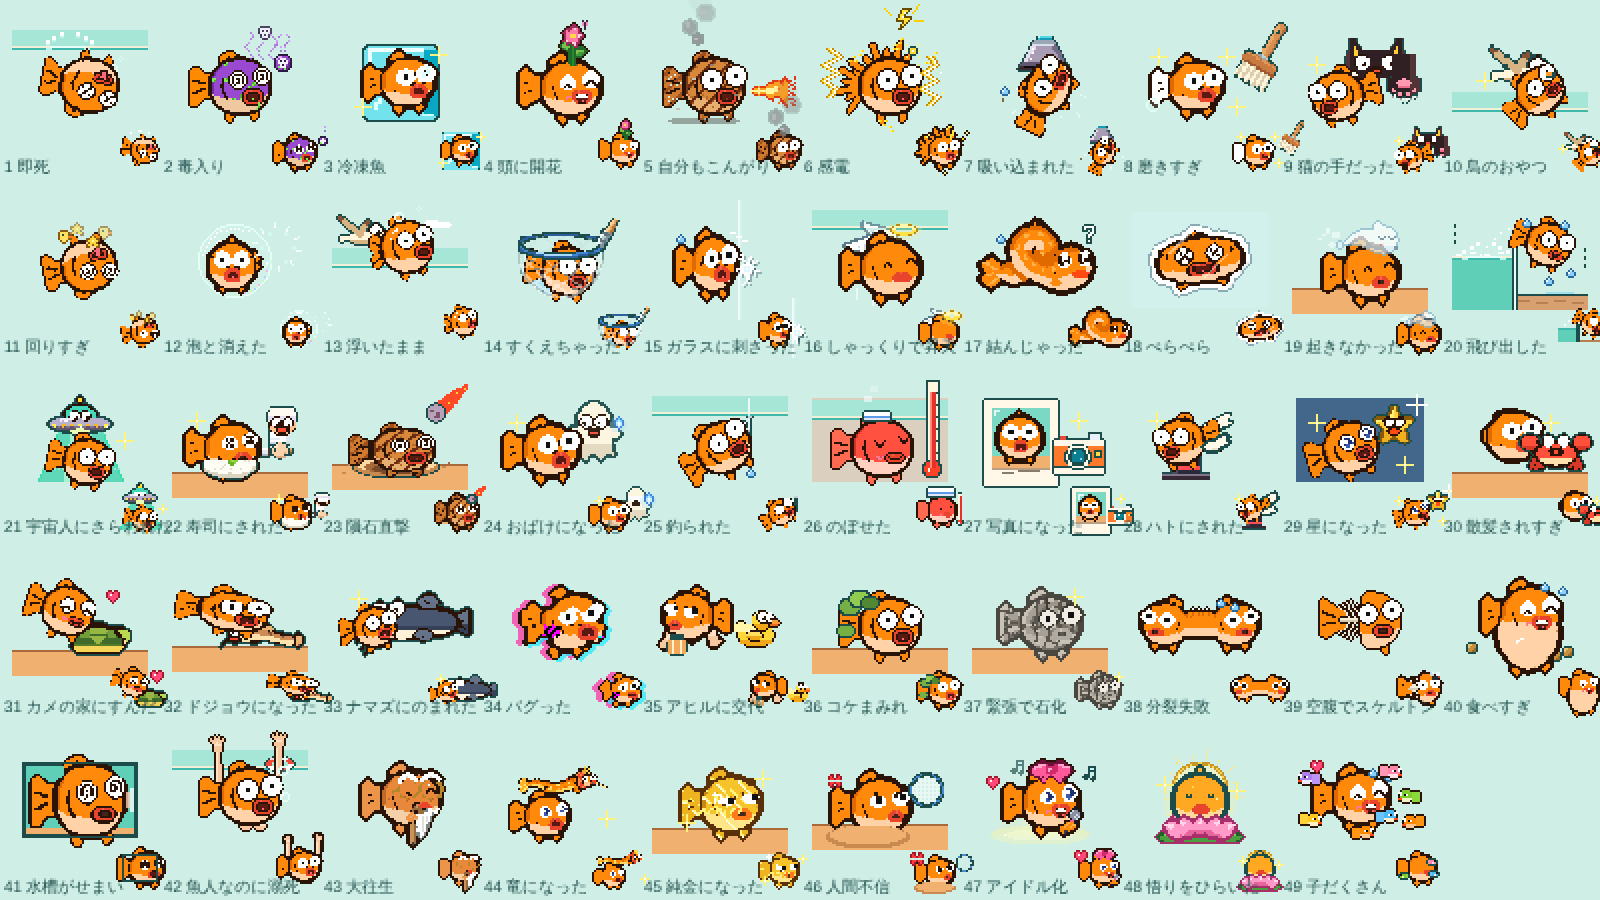 1 即死
2 毒入り
3 冷凍魚
4 頭に開花
5 自分もこんがり
6 感電
7 吸い込まれた
8 磨きすぎ
9 猫の手だった
10 鳥のおやつ
11 回りすぎ
12 泡と消えた
13 浮いたまま
14 すくえちゃった
15 ガラスに刺さった
16 しゃっくりで
17 結んじゃった
18 ぺらぺら
19 起きなかった
20 飛び出した
21 宇宙人にさらわれ
22 寿司にされた
23 隕石直撃
24 おばけになった
25 釣られた
26 のぼせた
27 写真になった
28 ハトにされた
29 星になった
30 散髪されすぎ
31 カメの家にすんだ
32 ドジョウになった
33 ナマズにのまれた
34 バグった
35 アヒルに交代
36 コケまみれ
37 緊張で石化
38 分裂失敗
39 空腹でスケルトン
40 食べすぎ
41 水槽がせまい
42 魚人なのに溺死
43 大往生
44 竜になった
45 純金になった
46 人間不信
47 アイドル化
48 悟りをひらい
49 子だくさん